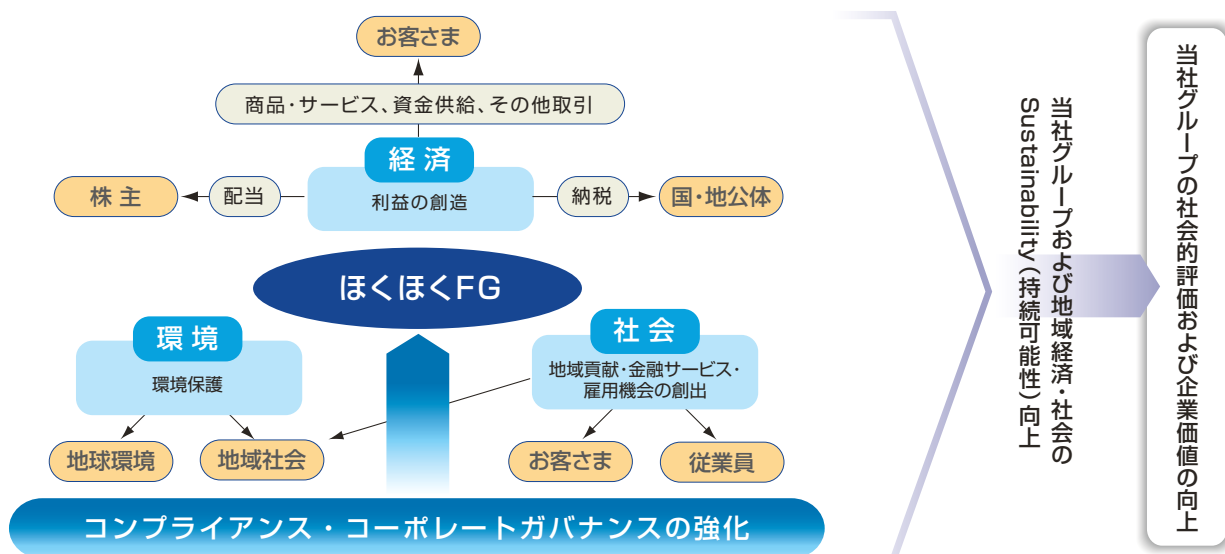 お客さま
商品・サービス、資金供給、その他取引
経済
利益の創造
株主
配当
納税
国・地公体
ほくほくFG
環境
環境保護
社会
地域貢献・金融サービス・
雇用機会の創出
地球環境
地域社会
お客さま
従業員
コンプライアンス・コーポレートガバナンスの強化
当社グループおよび地域経済・社会の
Sustainability(持続可能性)向上
当社グループの社会的評価および企業価値の向上